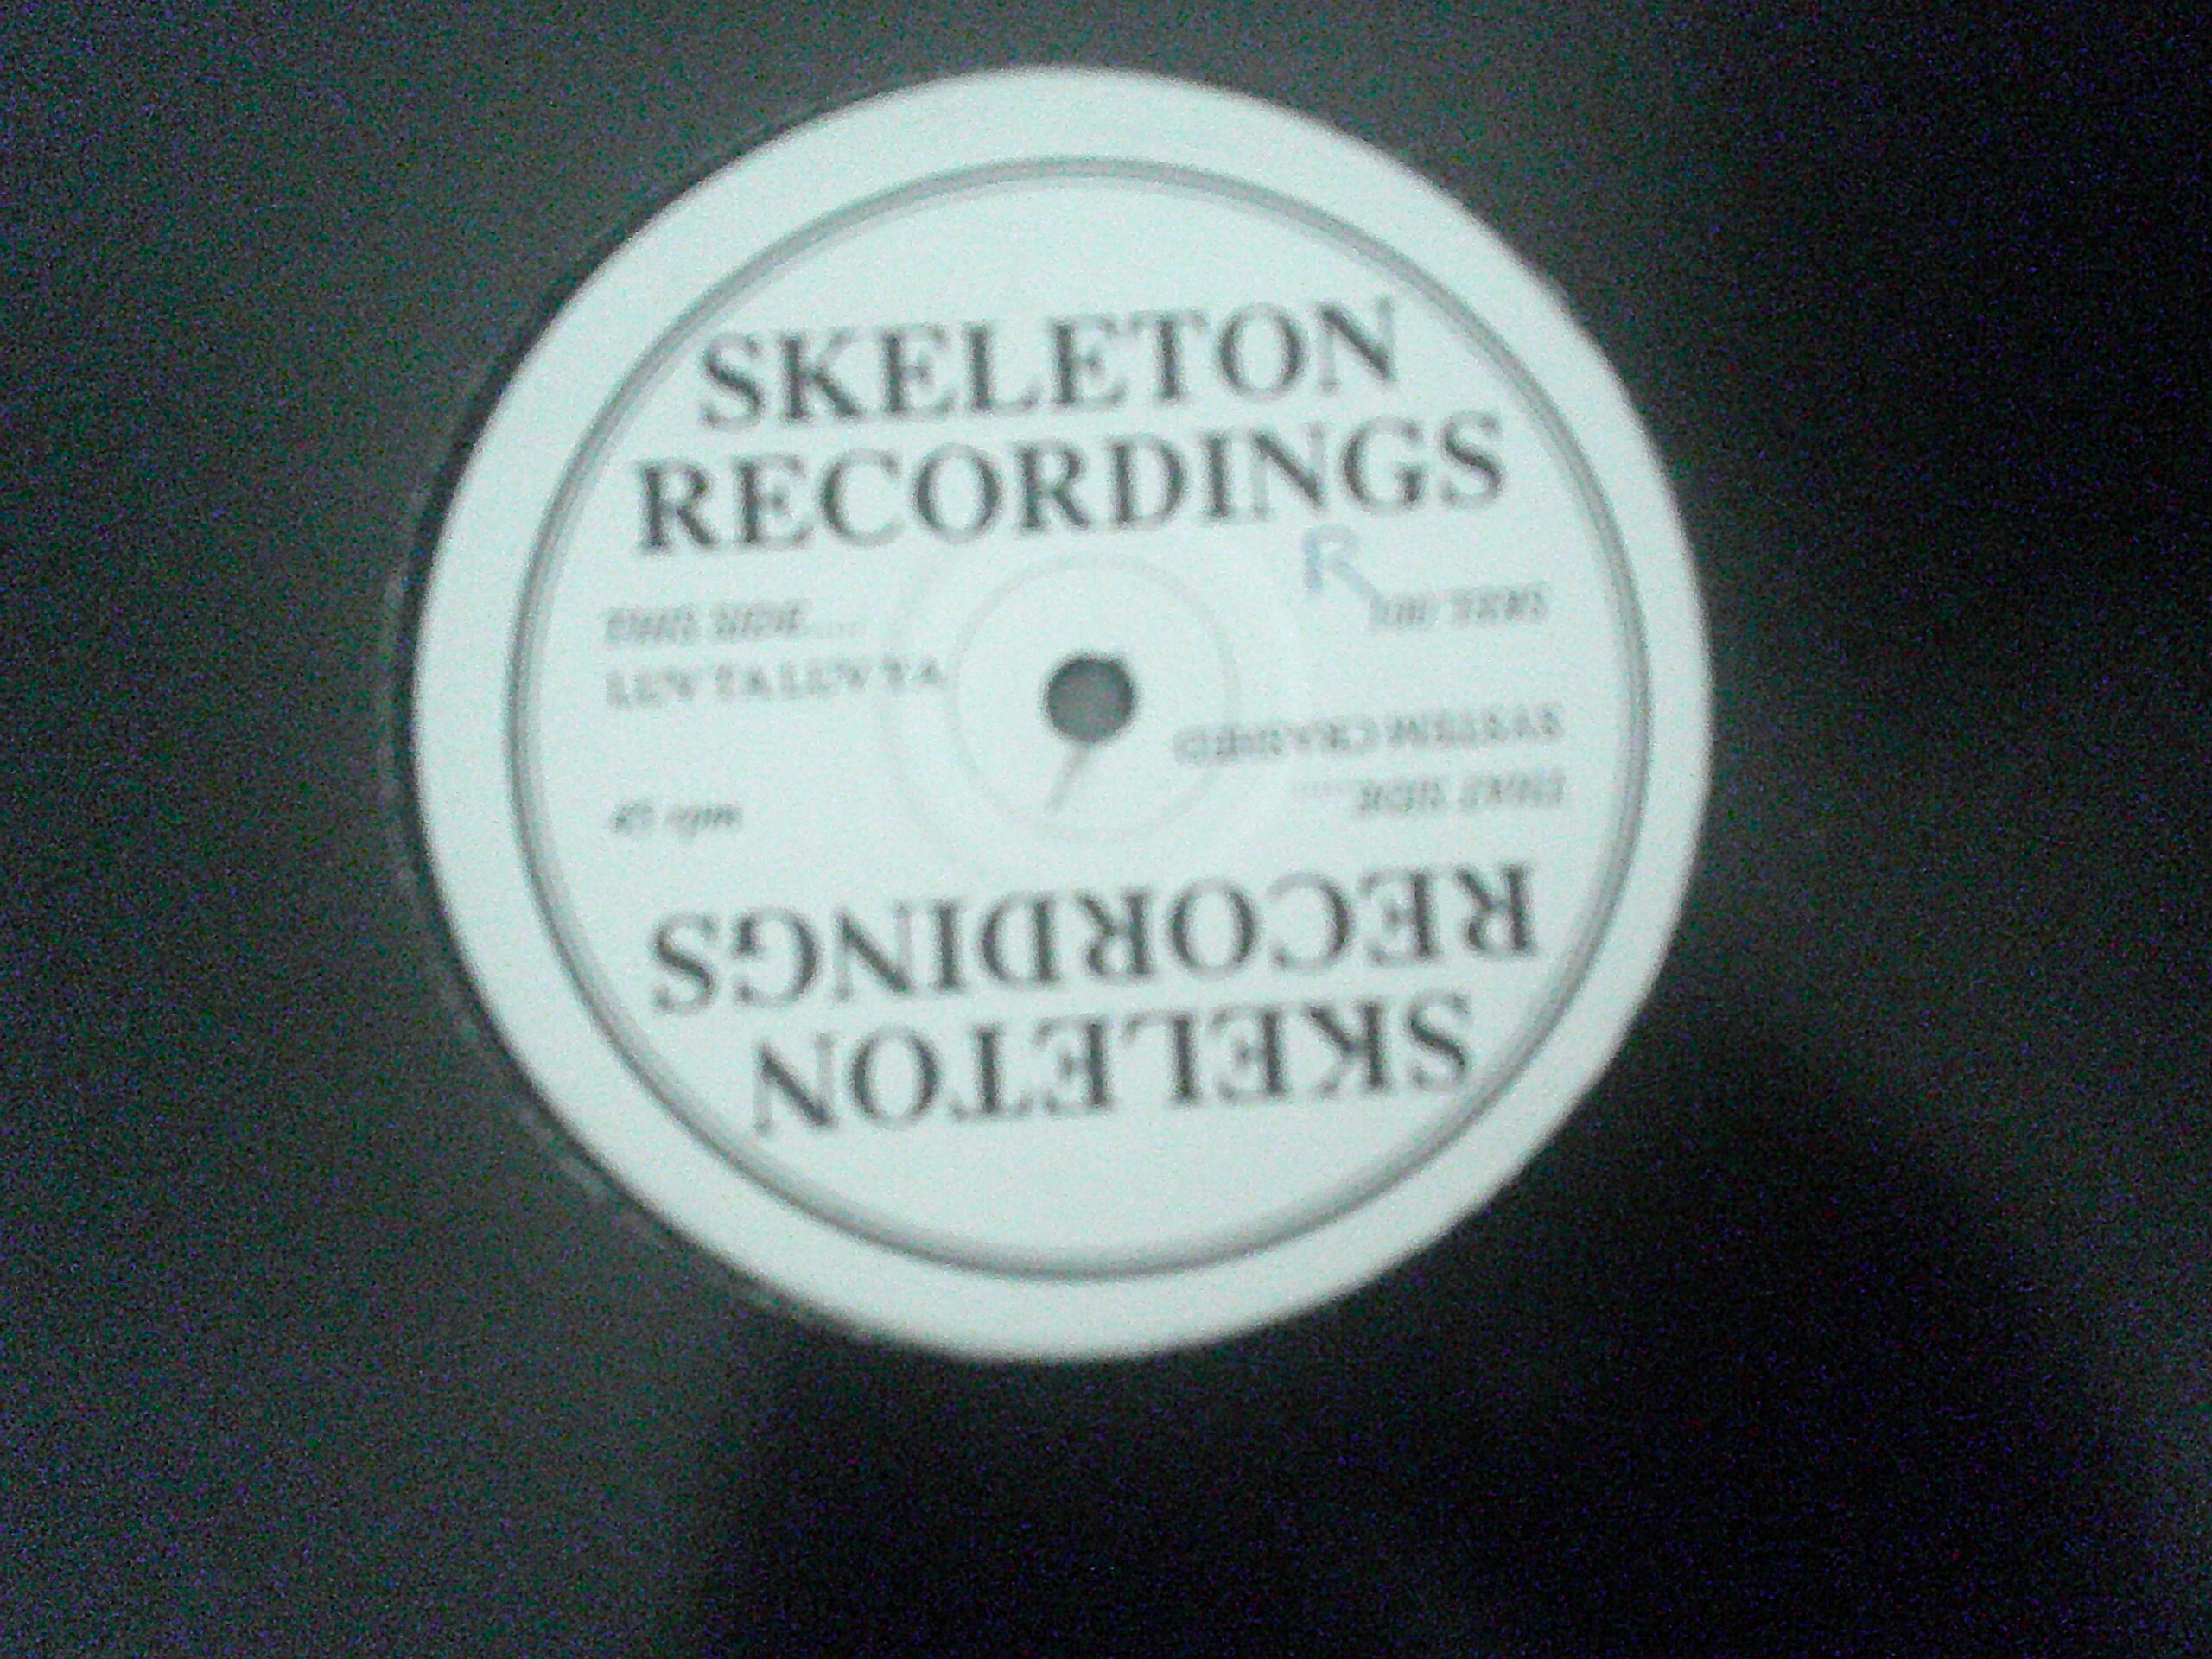 SKELETON
RECORDINGS
R
THIS SIDE.....
LUV YA LUV YA
45 rpm
SKELETON
RECORDINGS
THAT SIDE.....
SYSTEM CRASHED